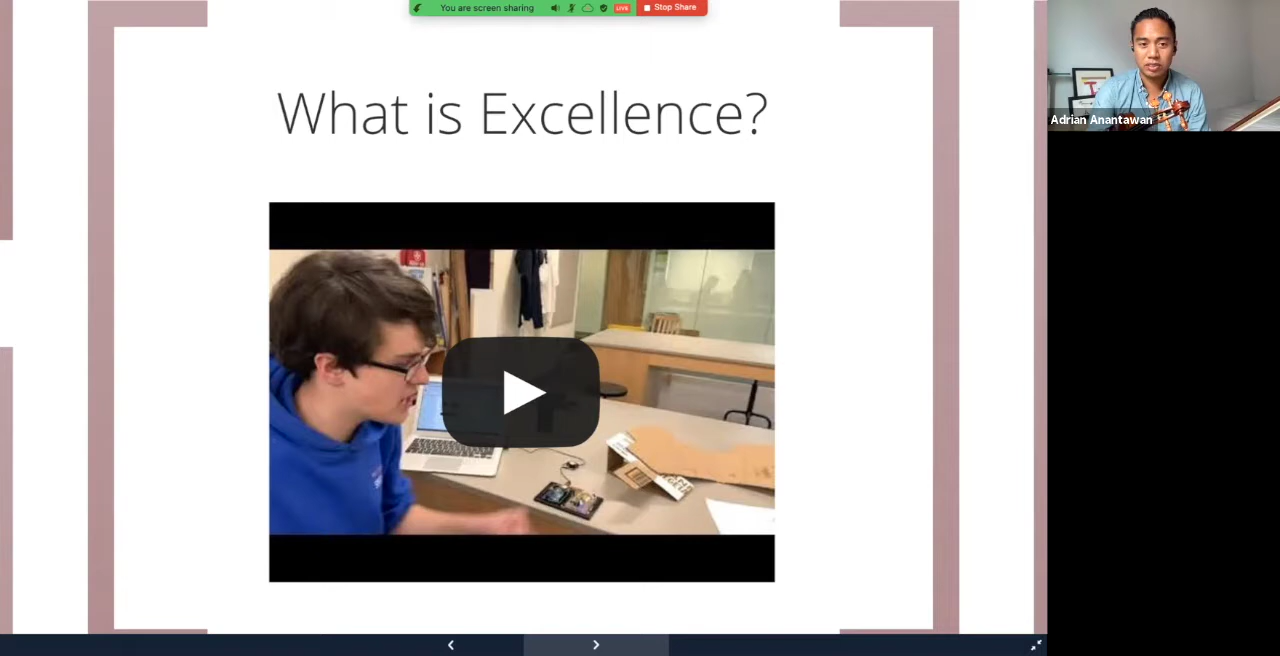 You are screen sharing
LIVE
Stop Share
What is Excellence?
Adrian Anantawan